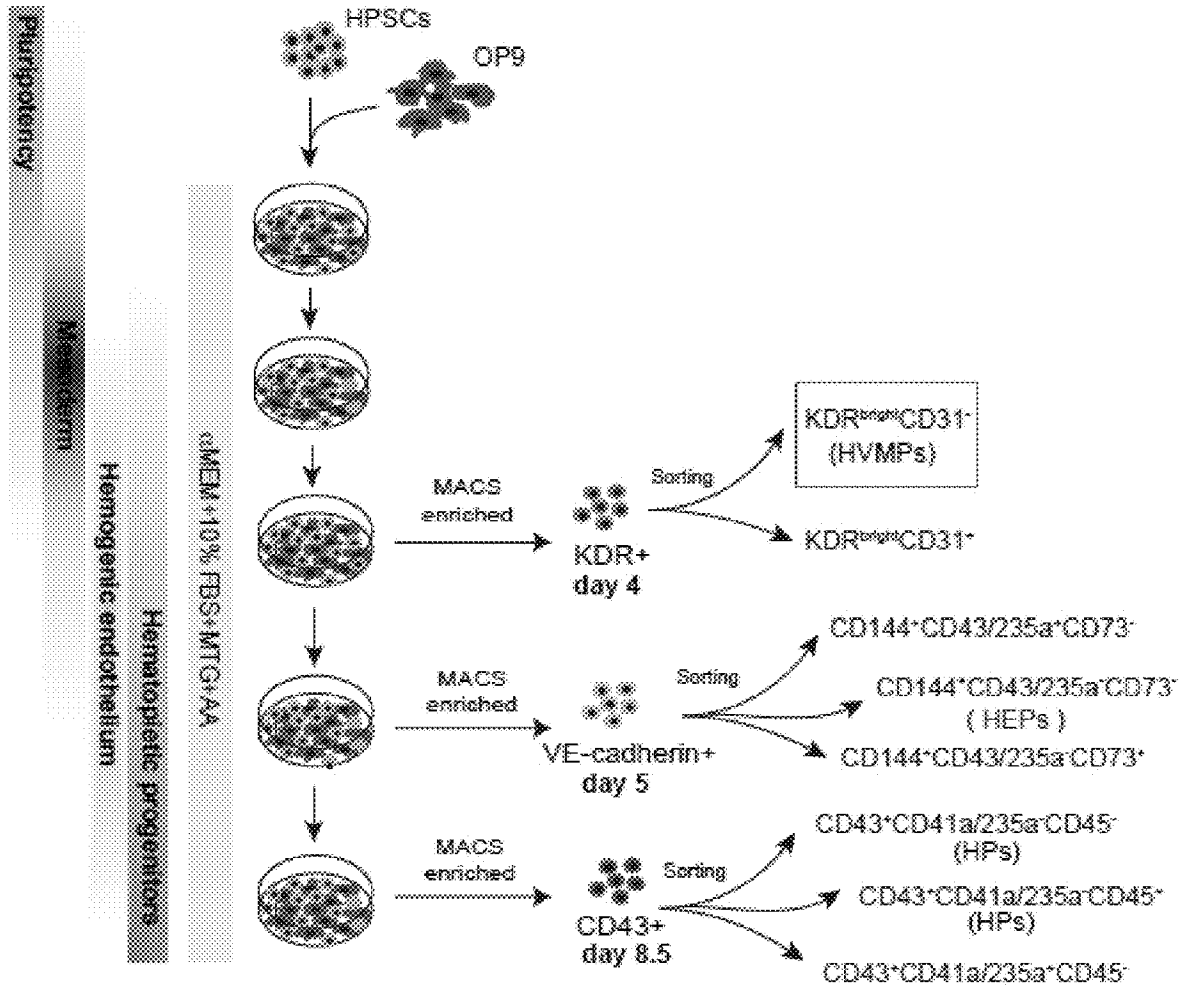 HPSCs
OP9
Pluripotency
Mesoderm
Hemogenic endothelium
Hematopietic progenitors
αMEM+10% FBS+MTG+AA
MACS
enriched
KDR+
day 4
Sorting
KDRbrightCD31-
(HVMPs)
KDRbrightCD31+
MACS
enriched
VE-cadherin+
day 5
Sorting
CD144+CD43/235a+CD73-
CD144+CD43/235a-CD73-
( HEPs )
CD144+CD43/235a-CD73+
MACS
enriched
CD43+
day 8.5
Sorting
CD43+CD41a/235a-CD45-
(HPs)
CD43+CD41a/235a-CD45+
(HPs)
CD43+CD41a/235a+CD45-